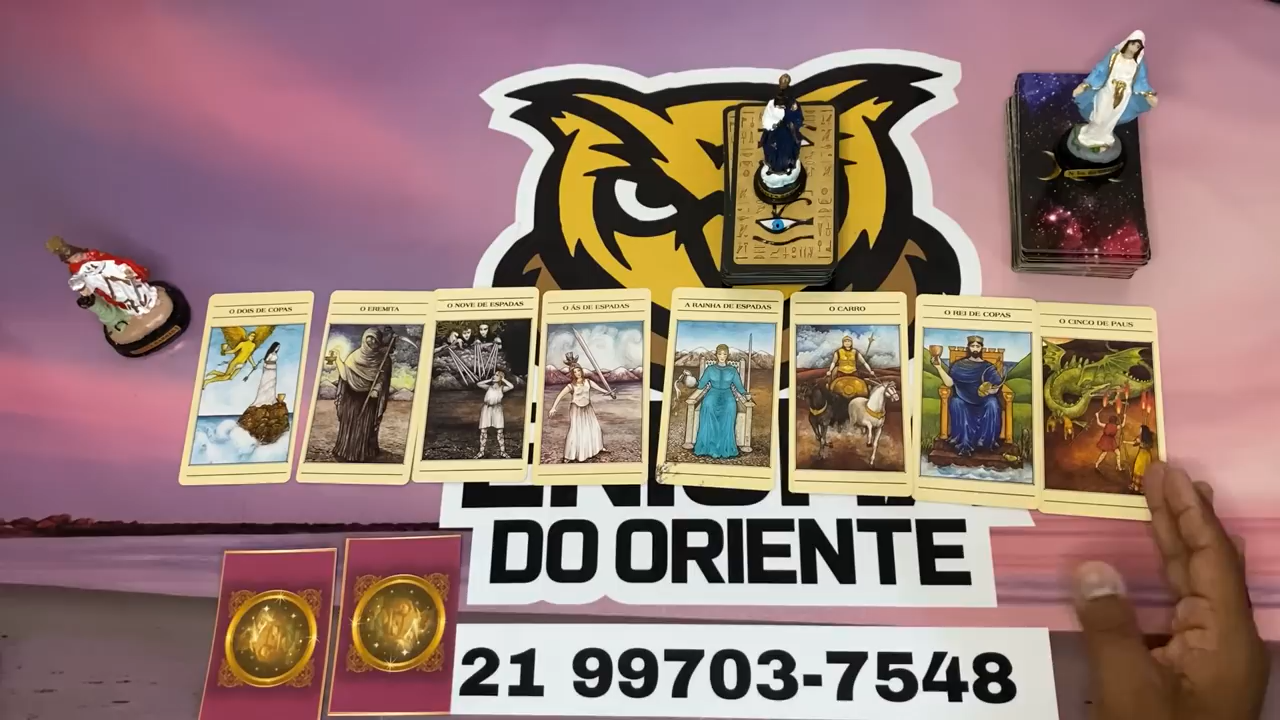 O DOIS DE COPAS
O EREMITA
O NOVE DE ESPADAS
O ÁS DE ESPADAS
A RAINHA DE ESPADAS
O CARRO
O REI DE COPAS
O CINCO DE PAUS
DO ORIENTE
21 99703-7548